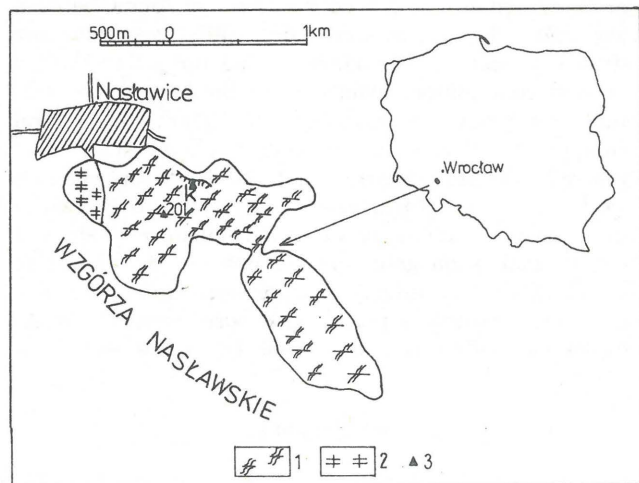 500m 0 1km
Nasławice
Wrocław
K
201
WZGÓRZA NASŁAWSKIE
1 2 3